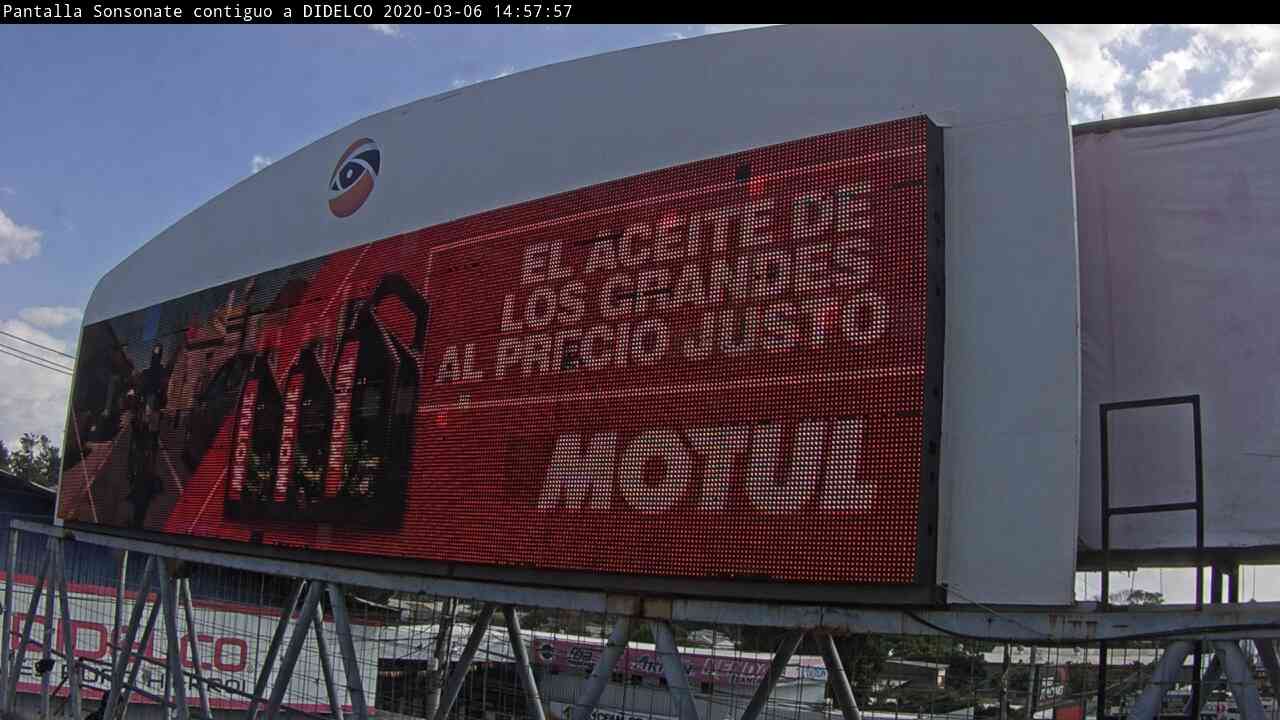 Pantalla Sonsonate contiguo a DIDELCO 2020-03-06 14:57:57
EL ACEITE DE
LOS GRANDES
AL PRECIO JUSTO
MOTUL